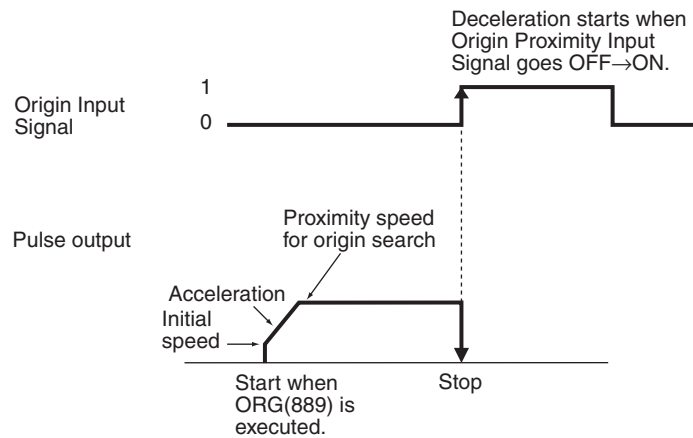 Deceleration starts when
Origin Proximity Input
Signal goes OFF→ON.
Origin Input
Signal
1
0
Pulse output
Proximity speed
for origin search
Acceleration
Initial
speed
Start when
ORG(889) is
executed.
Stop